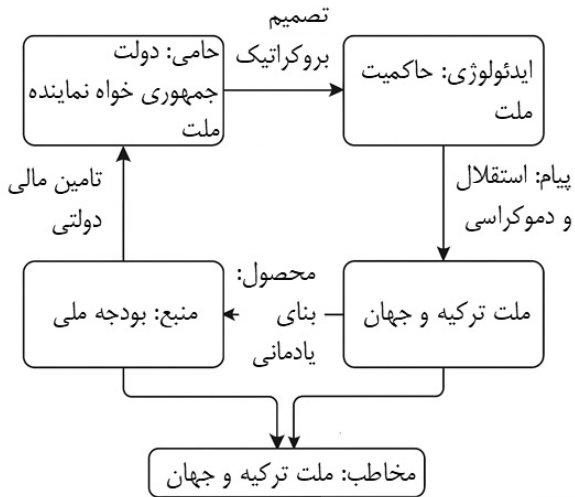 تصمیم
بروکراتیک
حامی: دولت
جمهوری خواه نماینده
ملت
ایدئولوژی: حاکمیت
ملت
تامین مالی
دولتی
پیام: استقلال
و دموکراسی
محصول:
بنای
یادمانی
منبع: بودجه ملی
ملت ترکیه و جهان
مخاطب: ملت ترکیه و جهان